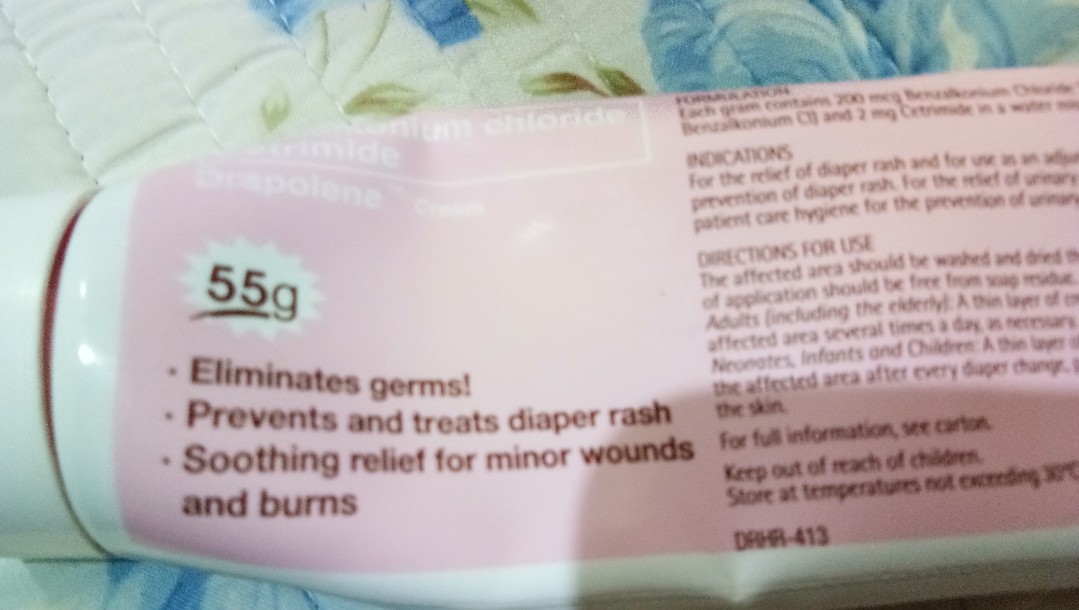 chloride
Drapolene Cream
55g
• Eliminates germs!
• Prevents and treats diaper rash
• Soothing relief for minor wounds
and burns
FORMULATION
Each gram contains 200 mcg Benzalkonium Chloride
Benzalkonium Cl) and 2 mg Cetrimide in a water
INDICATIONS
For the relief of diaper rash and for use as an
prevention of diaper rash. For the relief of urinary
patient care hygiene for the prevention of urinary
DIRECTIONS FOR USE
The affected area should be washed and dried
of application should be free from soap residue.
Adults (including the elderly): A thin layer of
affected area several times a day, as necessary
Neonates, Infants and Children: A thin layer
the affected area after every diaper change,
the skin.
For full information, see carton.
Keep out of reach of children.
Store at temperatures not exceeding 30°C
DRHR-413